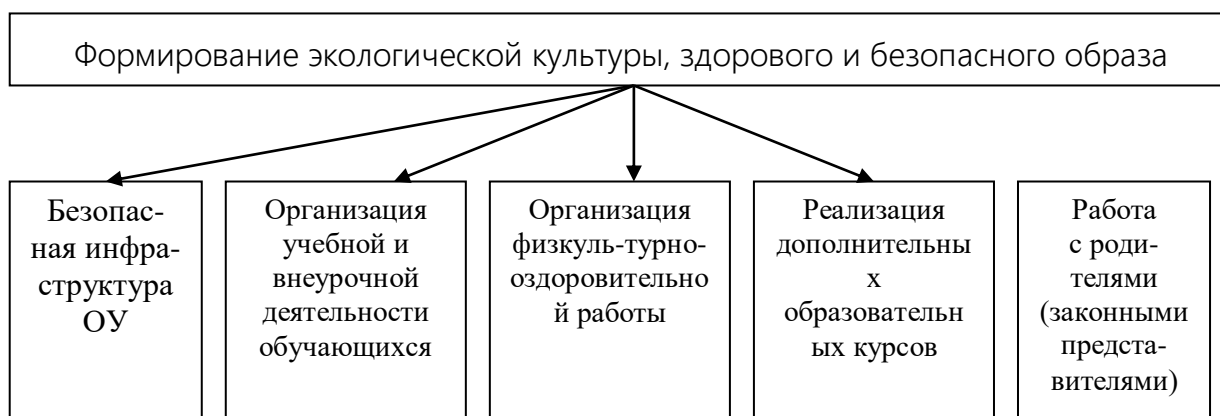 Формирование экологической культуры, здорового и безопасного образа
Безопас-
ная инфра-
структура
ОУ
Организация
учебной и
внеурочной
деятельности
обучающихся
Организация
физкуль-турно-
оздоровительно
й работы
Реализация
дополнительны
х
образовательн
ых курсов
Работа
с роди-
телями
(законными
предста-
вителями)